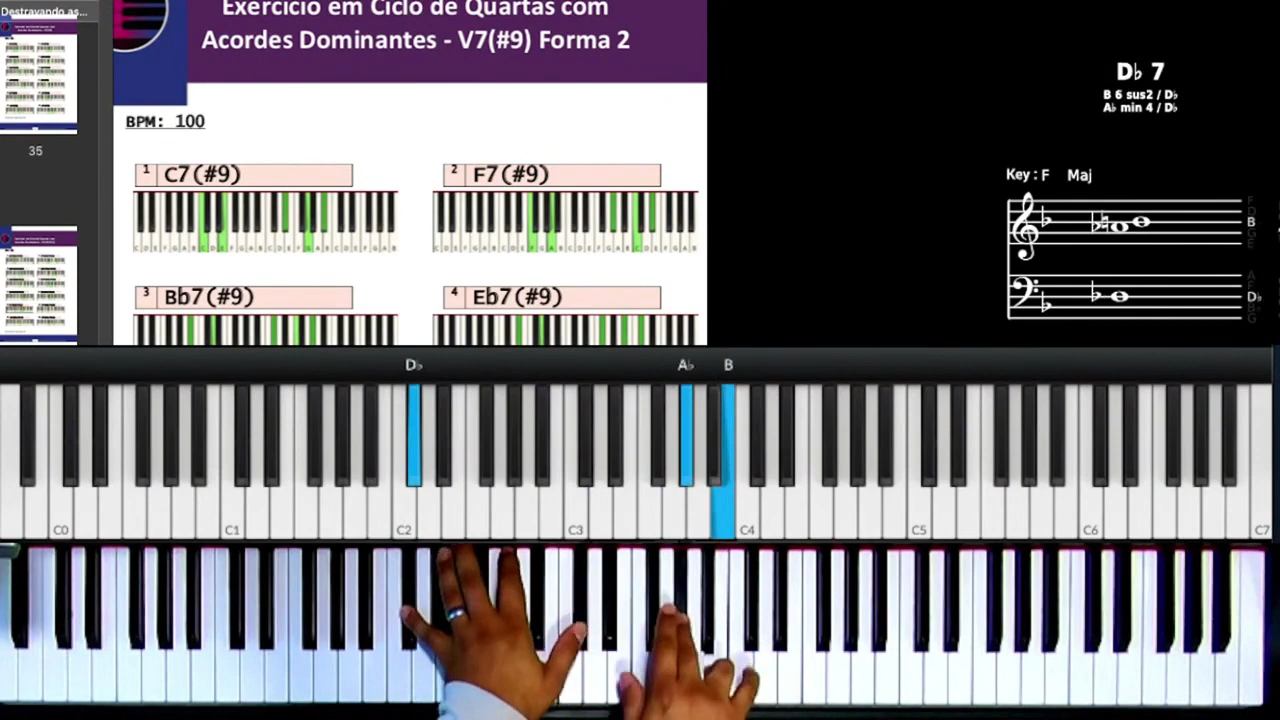 Destravando as...
35
Exercício em Ciclo de Quartas com
Acordes Dominantes - V7(#9) Forma 2
BPM: 100
1 C7(#9)
2 F7(#9)
3 Bb7(#9)
4 Eb7(#9)
D♭ 7
B 6 sus2 / D♭
A♭ min 4 / D♭
Key: F Maj
B
D♭
D♭ A♭ B
C0 C1 C2 C3 C4 C5 C6 C7